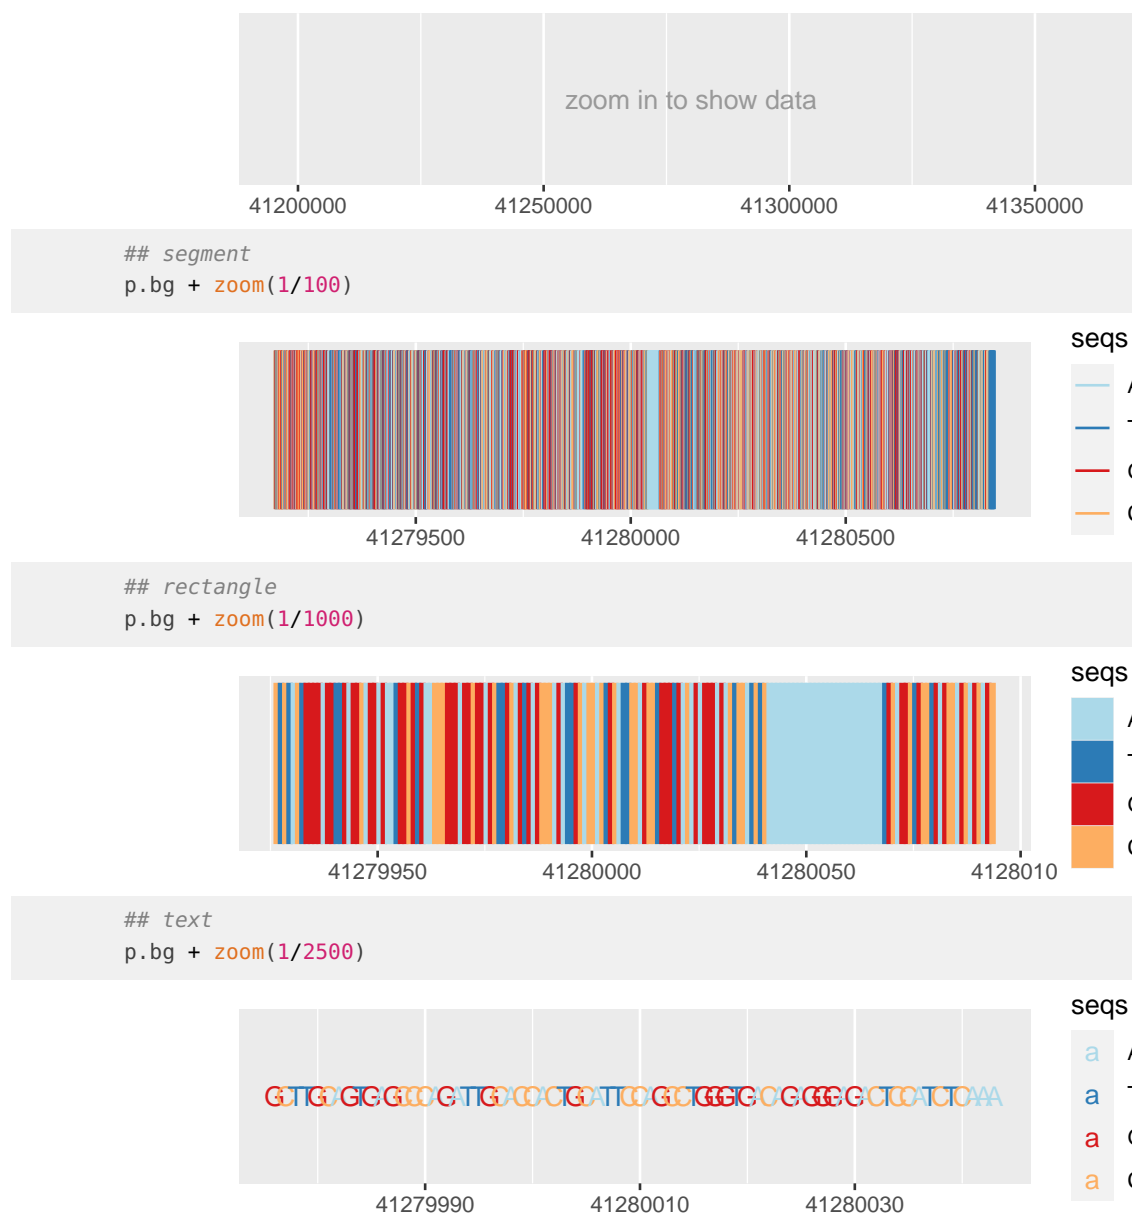 zoom in to show data
41200000 41250000 41300000 41350000
## segment
p.bg + zoom(1/100)
seqs
A
T
G
C
41279500 41280000 41280500
## rectangle
p.bg + zoom(1/1000)
seqs
A
T
G
C
41279950 41280000 41280050 4128010
## text
p.bg + zoom(1/2500)
seqs
a A
a T
a G
a C
GCTTGCAGTGAGCCCAGATTGCACCACTGCATTCCAGCCTGGGTGACAGAGGGAGACTCCATCTCAAA
41279990 41280010 41280030